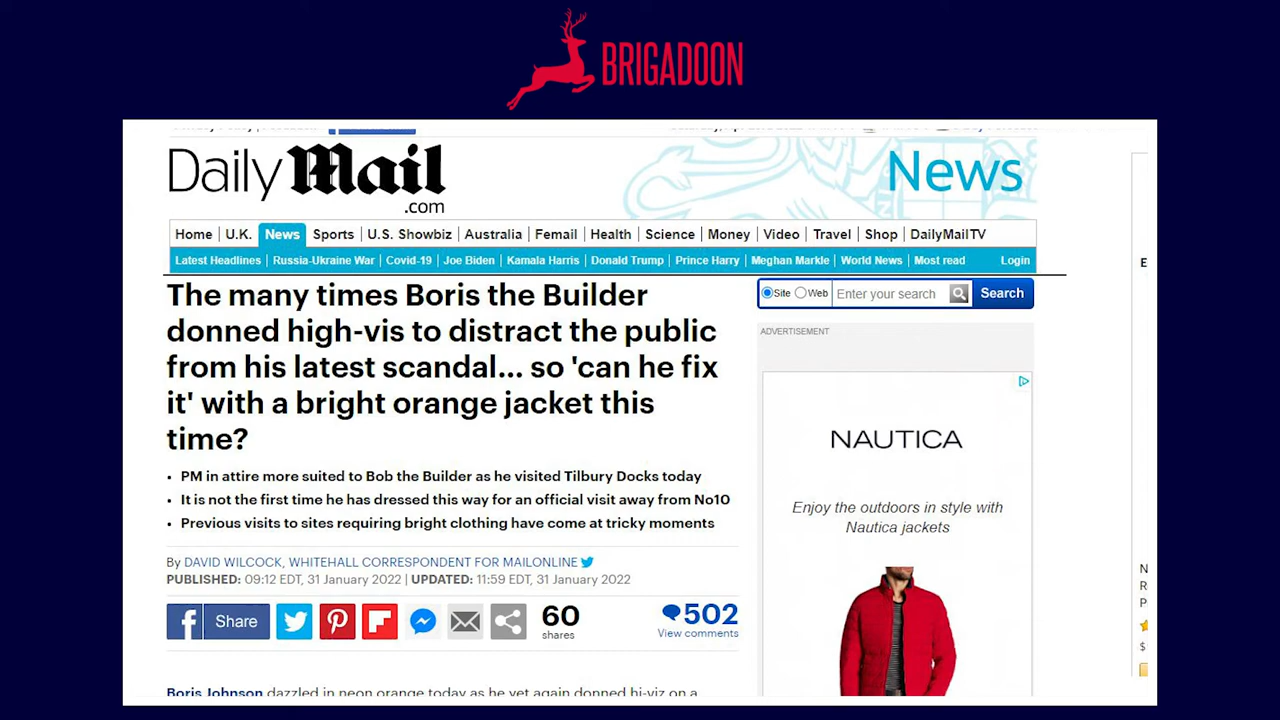 BRIGADOON
Daily Mail
.com
News
Home U.K. News Sports U.S. Showbiz Australia Femail Health Science Money Video Travel Shop DailyMailTV
Latest Headlines Russia-Ukraine War Covid-19 Joe Biden Kamala Harris Donald Trump Prince Harry Meghan Markle World News Most read Login
The many times Boris the Builder
donned high-vis to distract the public
from his latest scandal... so 'can he fix
it' with a bright orange jacket this
time?
• PM in attire more suited to Bob the Builder as he visited Tilbury Docks today
• It is not the first time he has dressed this way for an official visit away from No10
• Previous visits to sites requiring bright clothing have come at tricky moments
By DAVID WILCOCK, WHITEHALL CORRESPONDENT FOR MAILONLINE
PUBLISHED: 09:12 EDT, 31 January 2022 | UPDATED: 11:59 EDT, 31 January 2022
Share
60
shares
502
View comments
Boris Johnson dazzled in neon orange today as he yet again donned hi-viz on a
Site Web Enter your search Search
ADVERTISEMENT
NAUTICA
Enjoy the outdoors in style with
Nautica jackets
E
N
R
P
$